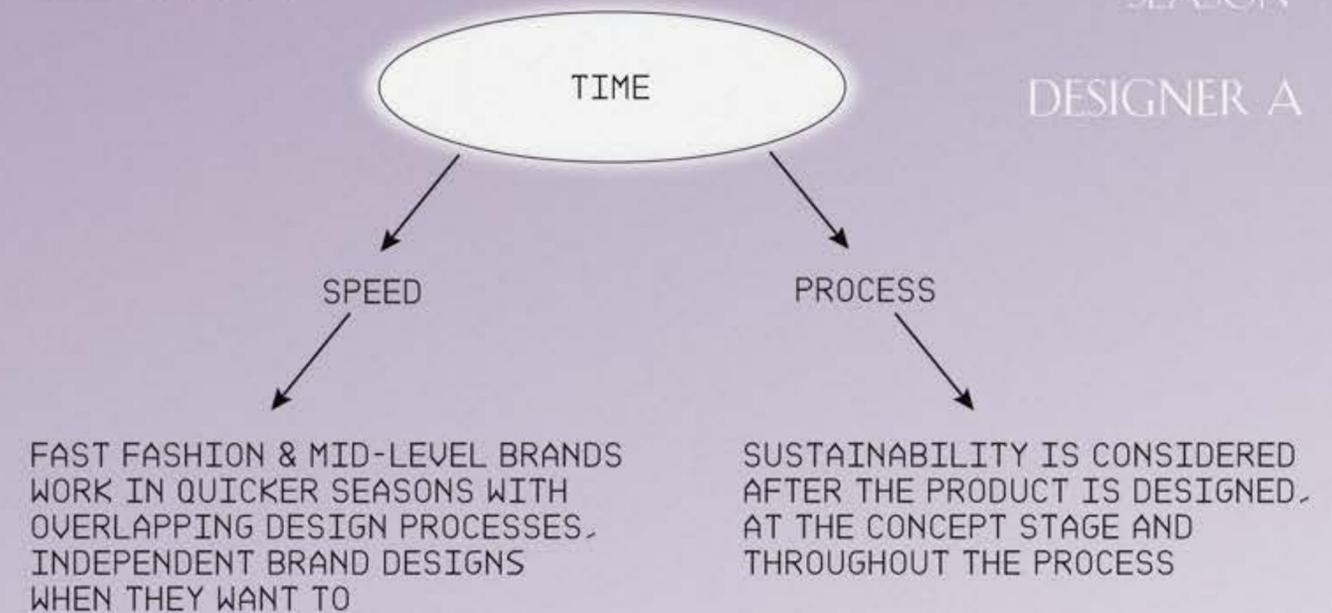 SEASON
TIME
DESIGNER A
SPEED
PROCESS
FAST FASHION & MID-LEVEL BRANDS
WORK IN QUICKER SEASONS WITH
OVERLAPPING DESIGN PROCESSES,
INDEPENDENT BRAND DESIGNS
WHEN THEY WANT TO
SUSTAINABILITY IS CONSIDERED
AFTER THE PRODUCT IS DESIGNED,
AT THE CONCEPT STAGE AND
THROUGHOUT THE PROCESS